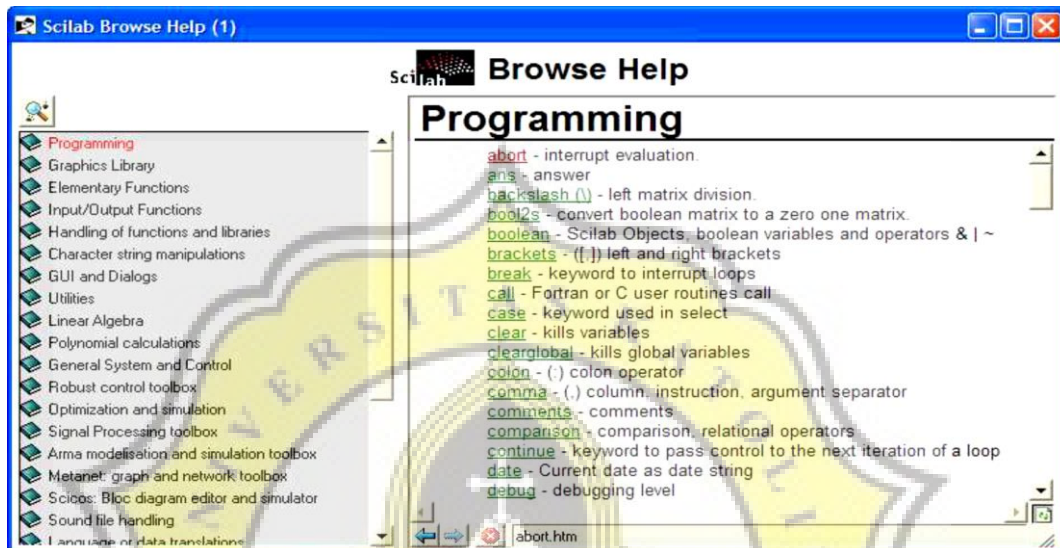 Scilab Browse Help (1)
Scilab Browse Help
Programming
Graphics Library
Elementary Functions
Input/Output Functions
Handling of functions and libraries
Character string manipulations
GUI and Dialogs
Utilities
Linear Algebra
Polynomial calculations
General System and Control
Robust control toolbox
Optimization and simulation
Signal Processing toolbox
Arma modelisation and simulation toolbox
Metanet: graph and network toolbox
Scicos: Bloc diagram editor and simulator
Sound file handling
Language or data translations
Programming
abort - interrupt evaluation.
ans - answer
backslash (\) - left matrix division.
bool2s - convert boolean matrix to a zero one matrix.
boolean - Scilab Objects, boolean variables and operators & | ~
brackets - ([,]) left and right brackets
break - keyword to interrupt loops
call - Fortran or C user routines call
case - keyword used in select
clear - kills variables
clearglobal - kills global variables
colon - (:) colon operator
comma - (,) column, instruction, argument separator
comments - comments
comparison - comparison, relational operators
continue - keyword to pass control to the next iteration of a loop
date - Current date as date string
debug - debugging level
abort.htm